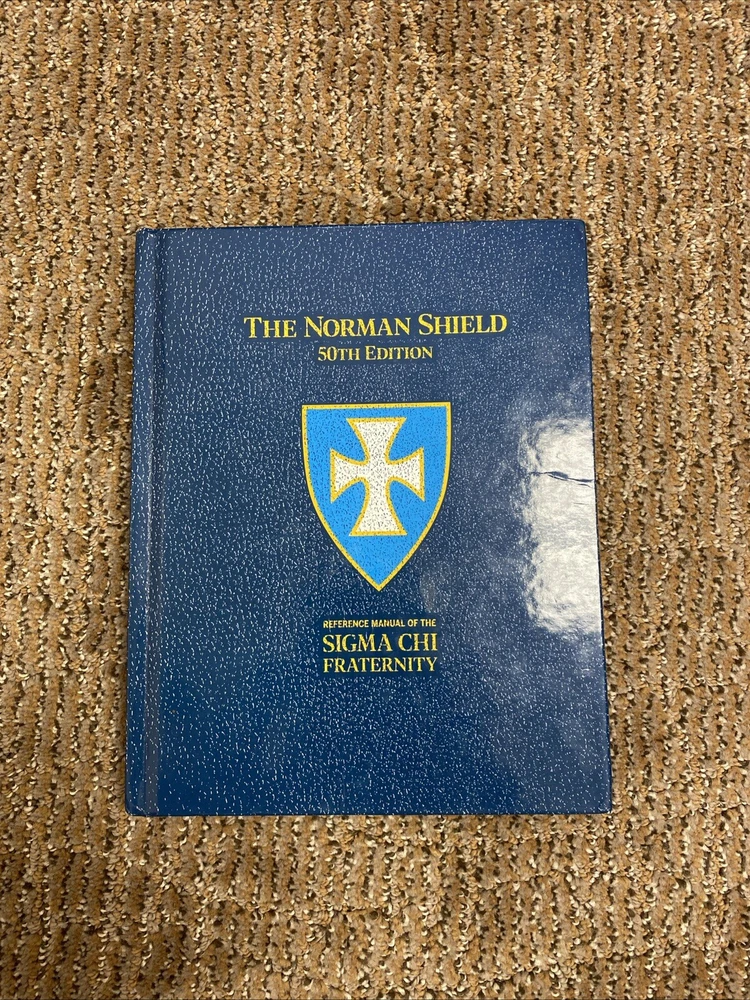 THE NORMAN SHIELD
50TH EDITION
REFERENCE MANUAL OF THE
SIGMA CHI
FRATERNITY